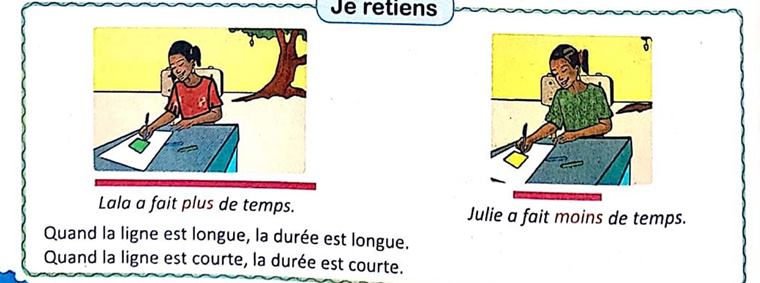 Je retiens
Lala a fait plus de temps.
Julie a fait moins de temps.
Quand la ligne est longue, la durée est longue.
Quand la ligne est courte, la durée est courte.